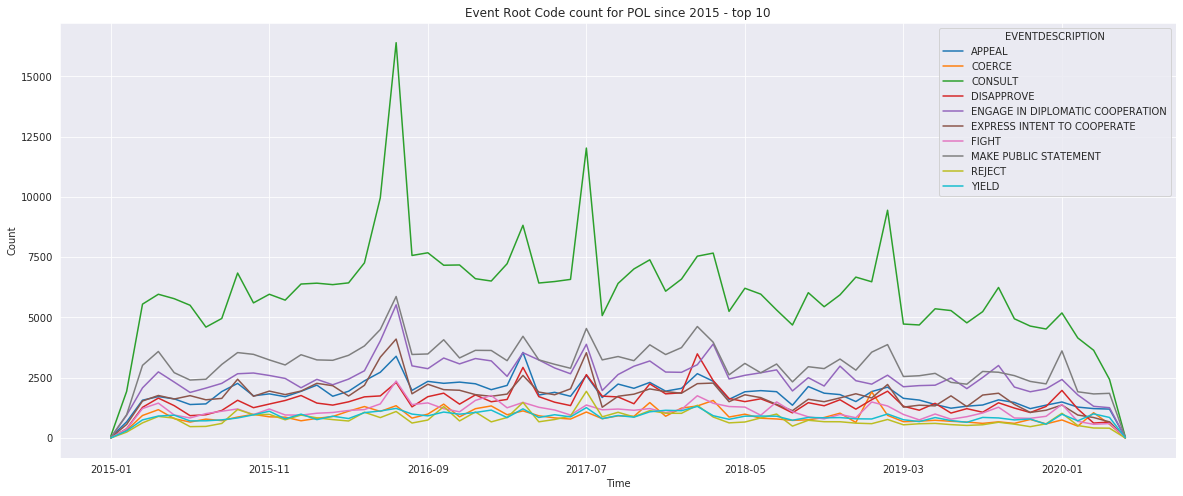 Event Root Code count for POL since 2015 - top 10
EVENTDESCRIPTION
APPEAL
COERCE
CONSULT
DISAPPROVE
ENGAGE IN DIPLOMATIC COOPERATION
EXPRESS INTENT TO COOPERATE
FIGHT
MAKE PUBLIC STATEMENT
REJECT
YIELD
15000
12500
10000
7500
5000
2500
0
Count
2015-01 2015-11 2016-09 2017-07 2018-05 2019-03 2020-01
Time